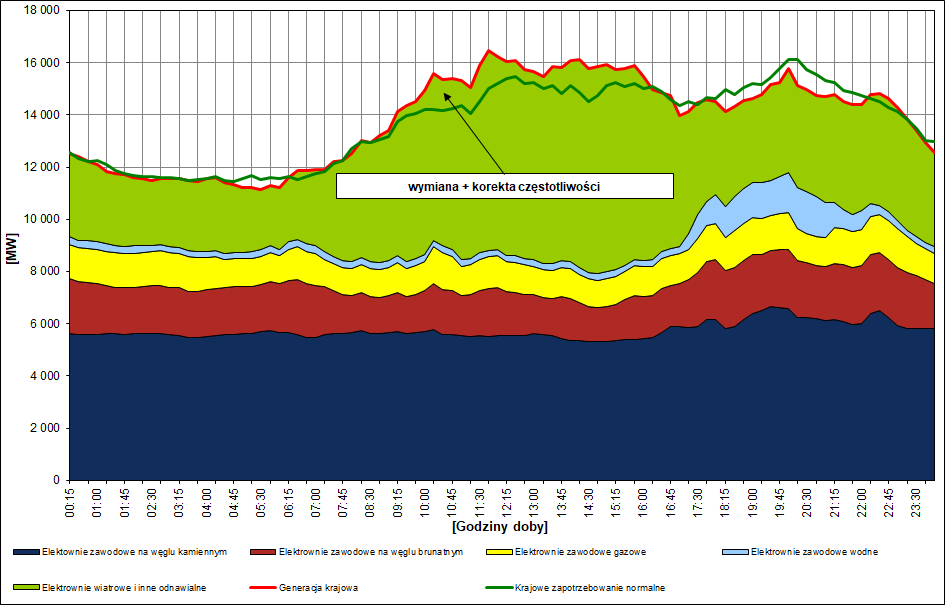 18 000
16 000
14 000
12 000
10 000
8 000
6 000
4 000
2 000
0
[MW]
wymiana + korekta częstotliwości
00:15 01:00 01:45 02:30 03:15 04:00 04:45 05:30 06:15 07:00 07:45 08:30 09:15 10:00 10:45 11:30 12:15 13:00 13:45 14:30 15:15 16:00 16:45 17:30 18:15 19:00 19:45 20:30 21:15 22:00 22:45 23:30
[Godziny doby]
Elektrownie zawodowe na węglu kamiennym Elektrownie zawodowe na węglu brunatnym Elektrownie zawodowe gazowe Elektrownie zawodowe wodne
Elektrownie wiatrowe i inne odnawialne Generacja krajowa Krajowe zapotrzebowanie normalne